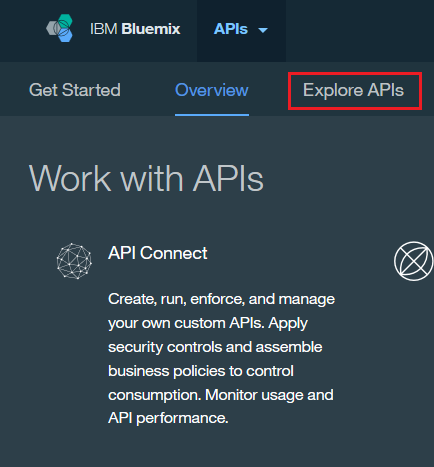 IBM Bluemix APIs
Get Started Overview Explore APIs
Work with APIs
API Connect
Create, run, enforce, and manage
your own custom APIs. Apply
security controls and assemble
business policies to control
consumption. Monitor usage and
API performance.